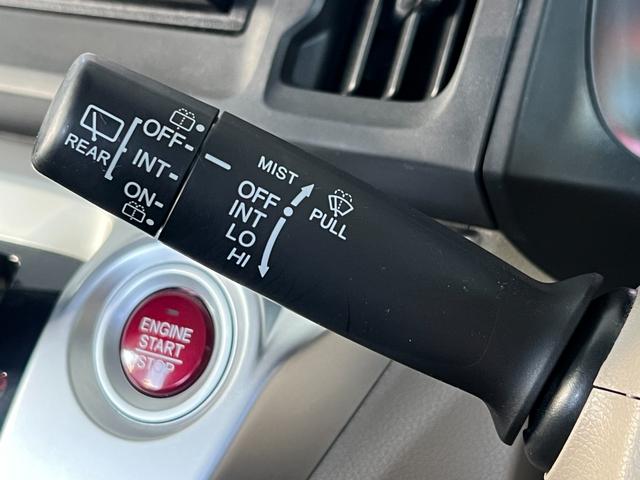 REAR
OFF-
INT-
ON-
MIST
OFF
INT
LO
HI
PULL
ENGINE
START
STOP